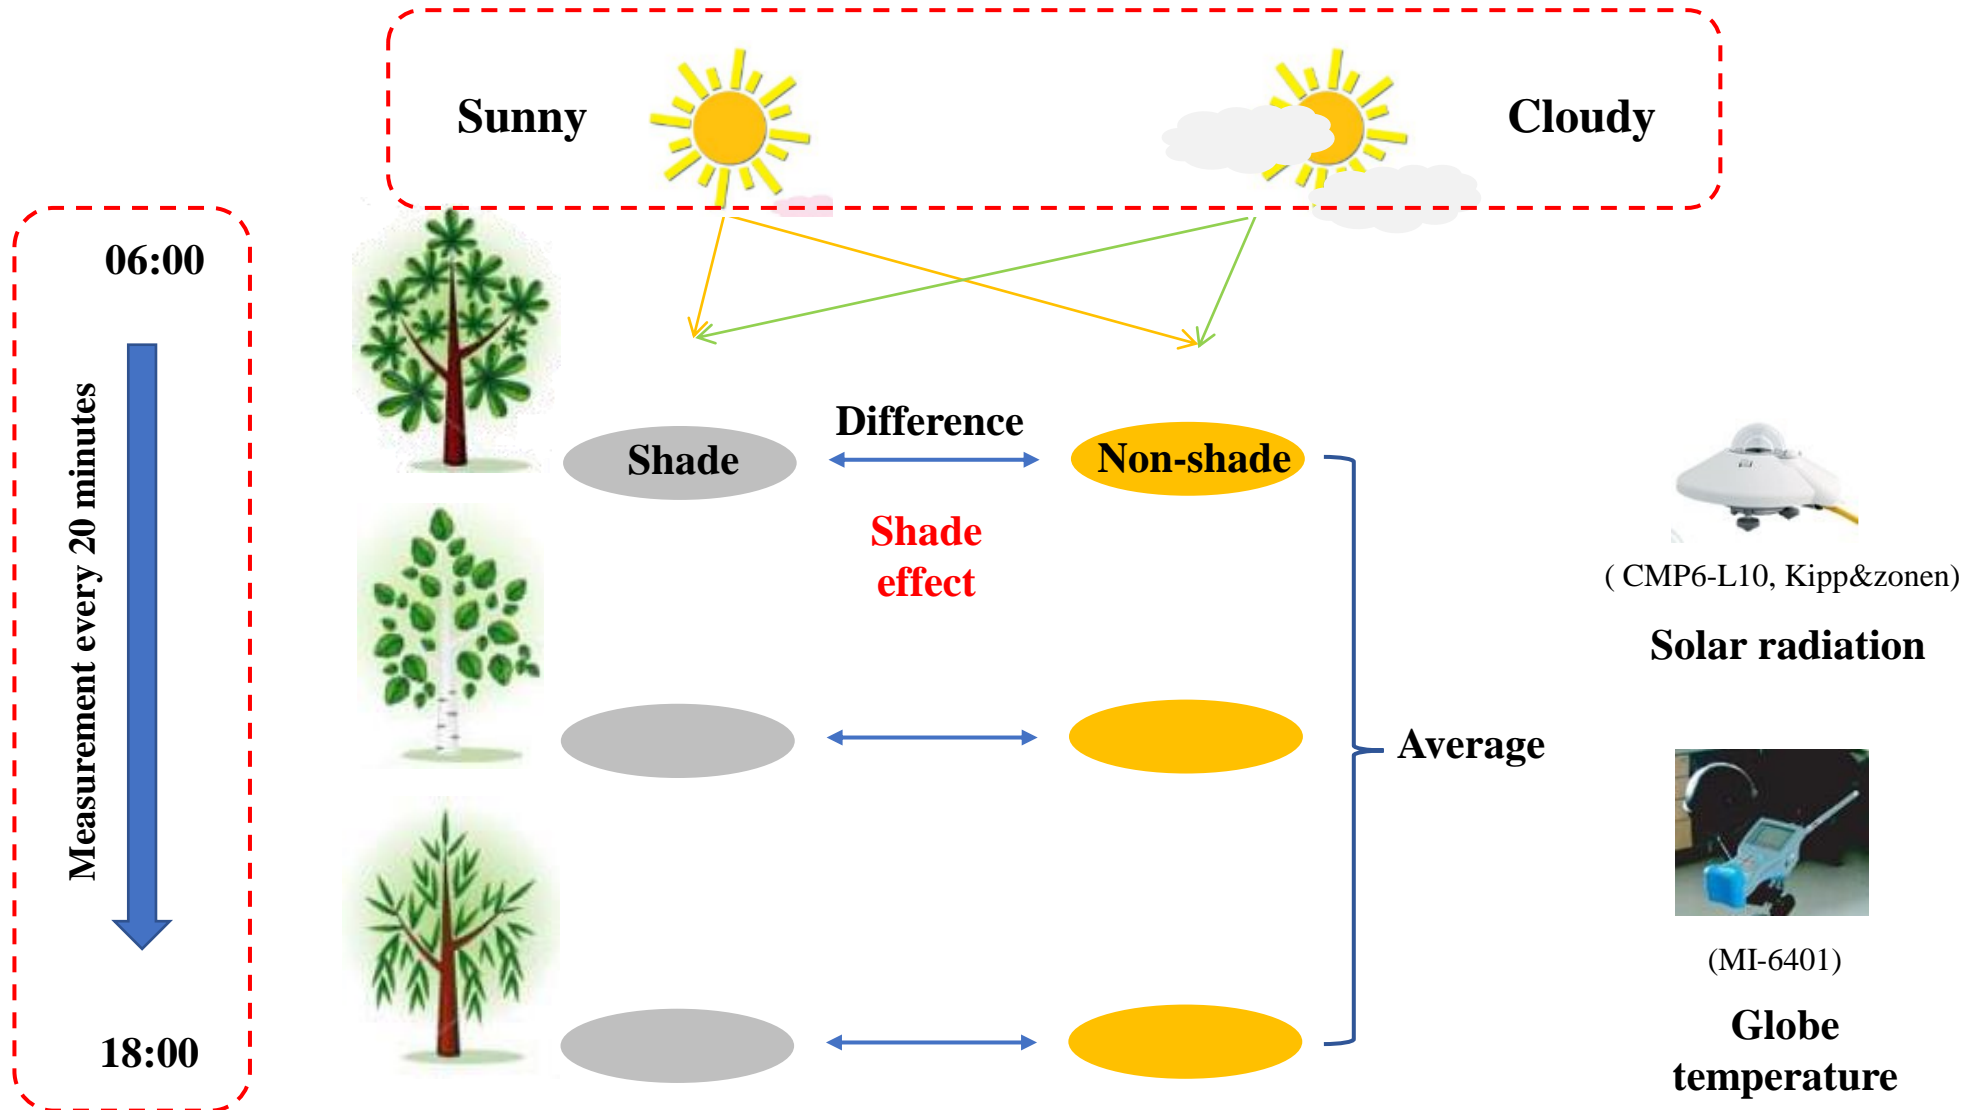 Sunny
Cloudy
06:00
Measurement every 20 minutes
18:00
Difference
Shade
Non-shade
Shade
effect
Average
( CMP6-L10, Kipp&zonen)
Solar radiation
(MI-6401)
Globe
temperature